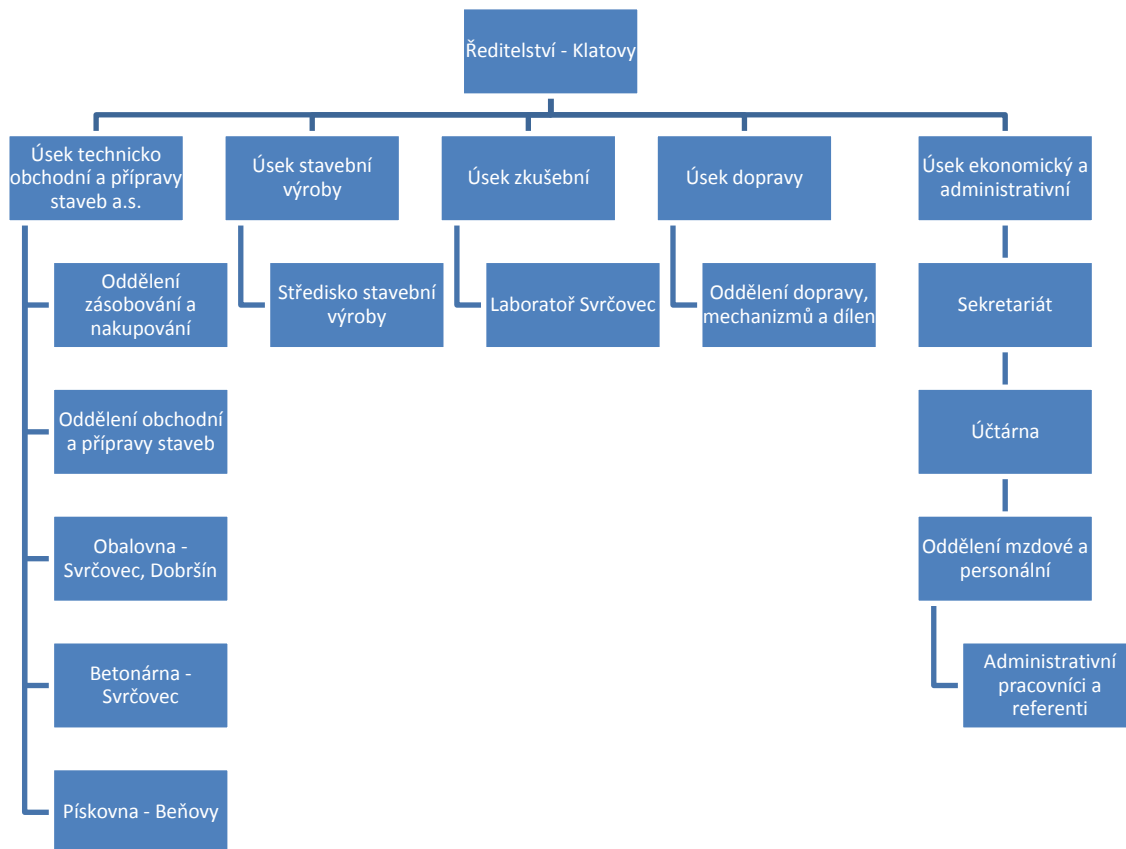 Ředitelství - Klatovy
Úsek technicko
obchodní a přípravy
staveb a.s.
Úsek stavební
výroby
Úsek zkušební
Úsek dopravy
Úsek ekonomický a
administrativní
Oddělení
zásobování a
nakupování
Středisko stavební
výroby
Laboratoř Svrčovec
Oddělení dopravy,
mechanizmů a dílen
Sekretariát
Oddělení obchodní
a přípravy staveb
Účtárna
Obalovna -
Svrčovec, Dobršín
Oddělení mzdové a
personální
Betonárna -
Svrčovec
Administrativní
pracovníci a
referenti
Pískovna - Beňovy